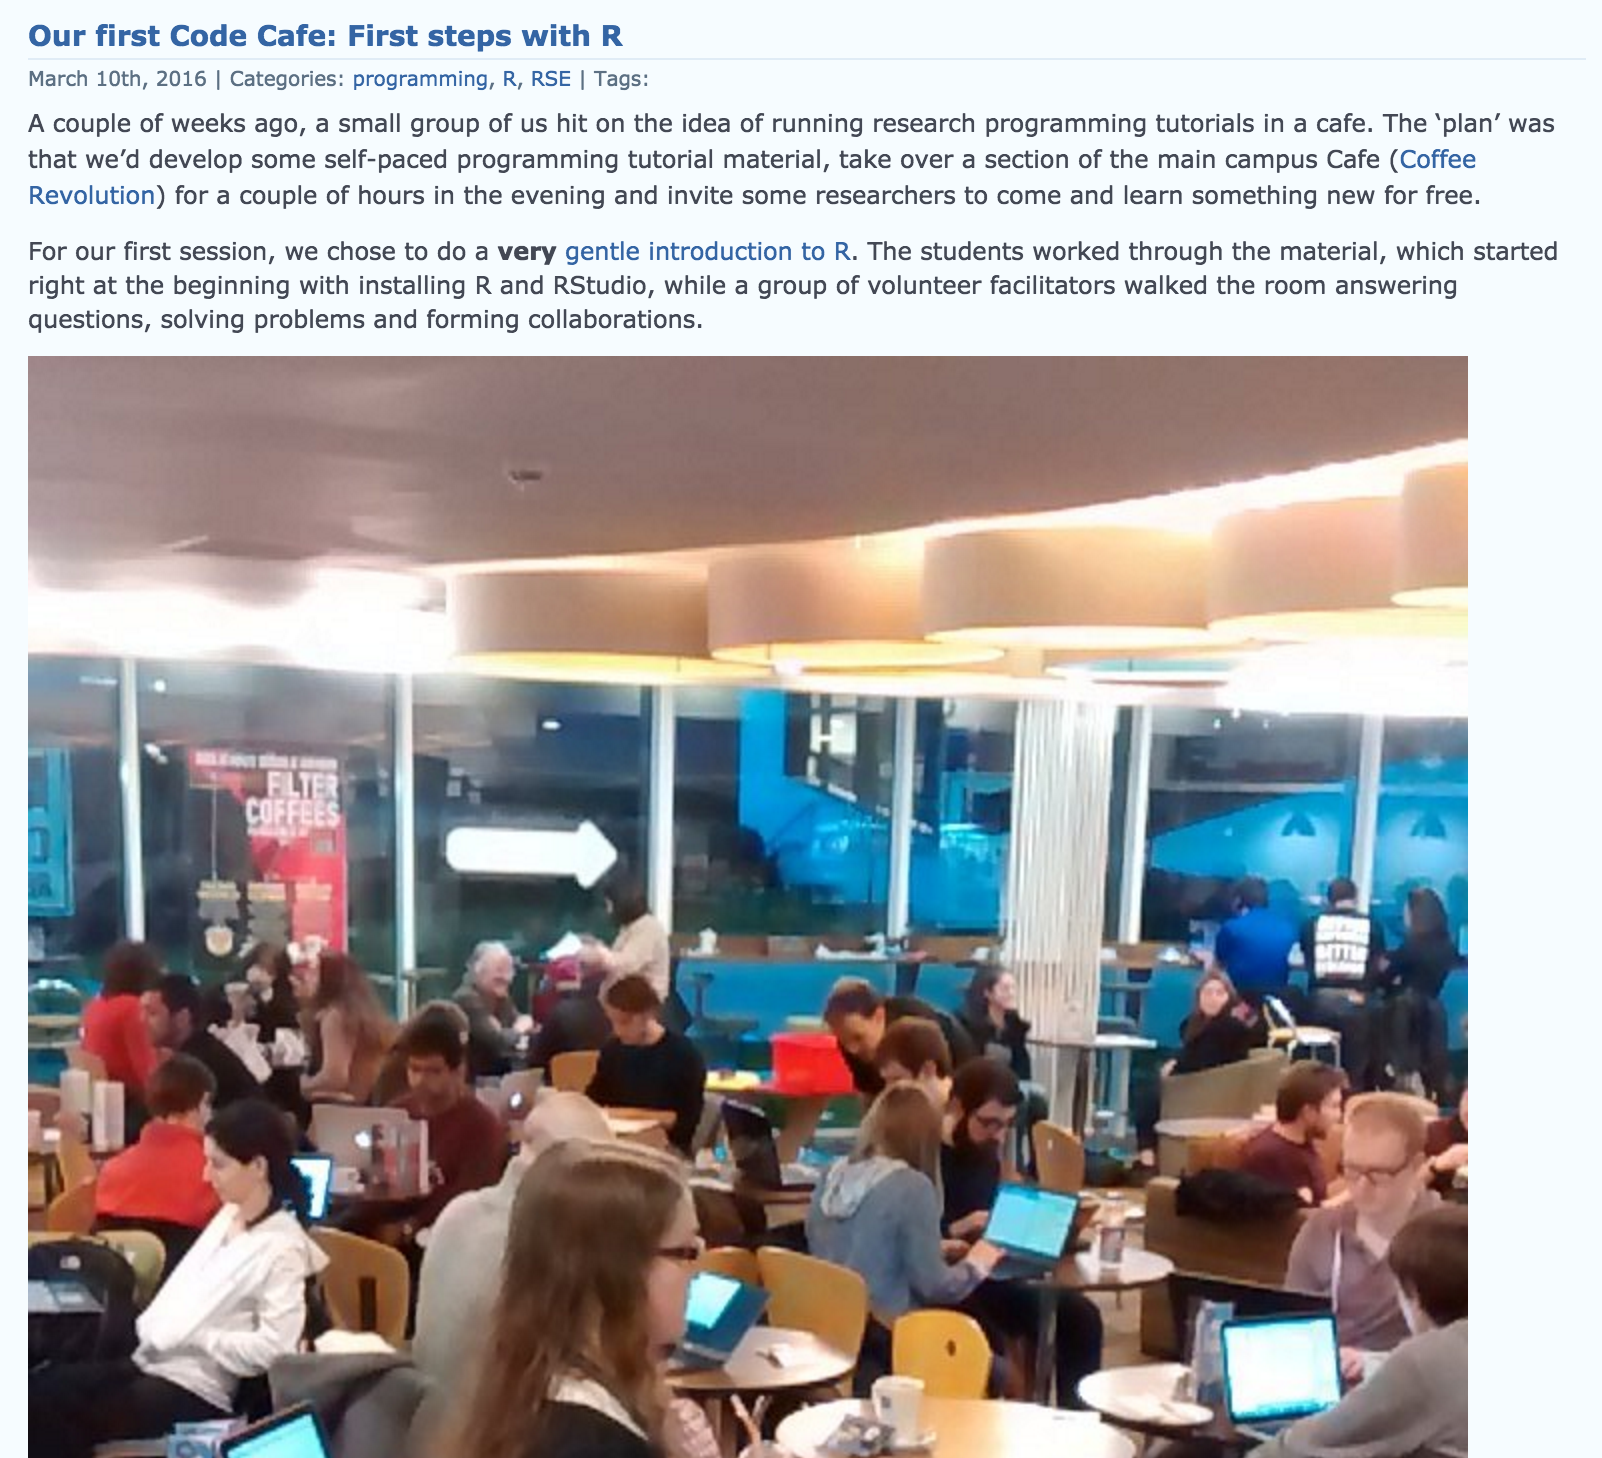 Our first Code Cafe: First steps with R
March 10th, 2016 | Categories: programming, R, RSE | Tags:
A couple of weeks ago, a small group of us hit on the idea of running research programming tutorials in a cafe. The ‘plan’ was
that we’d develop some self-paced programming tutorial material, take over a section of the main campus Cafe (Coffee
Revolution) for a couple of hours in the evening and invite some researchers to come and learn something new for free.
For our first session, we chose to do a very gentle introduction to R. The students worked through the material, which started
right at the beginning with installing R and RStudio, while a group of volunteer facilitators walked the room answering
questions, solving problems and forming collaborations.
FILTER
COFFEES
H